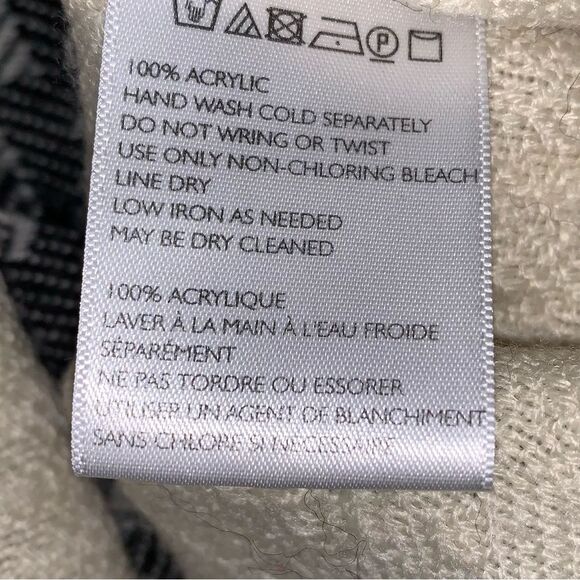 100% ACRYLIC
HAND WASH COLD SEPARATELY
DO NOT WRING OR TWIST
USE ONLY NON-CHLORING BLEACH
LINE DRY
LOW IRON AS NEEDED
MAY BE DRY CLEANED
100% ACRYLIQUE
LAVER À LA MAIN À L'EAU FROIDE
SÉPARÉMENT
NE PAS TORDRE OU ESSORER
UTILISER UN AGENT DE BLANCHIMENT
SANS CHLORE SI NECESSAIRE